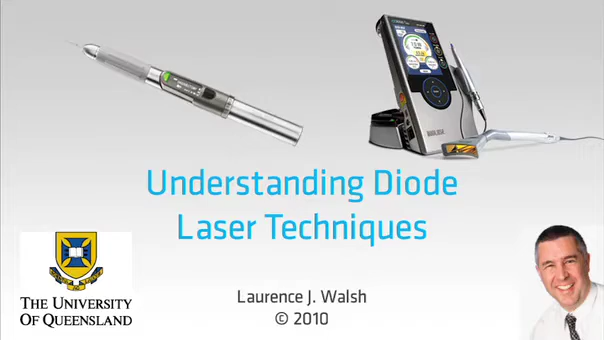 Understanding Diode
Laser Techniques
THE UNIVERSITY
OF QUEENSLAND
Laurence J. Walsh
© 2010